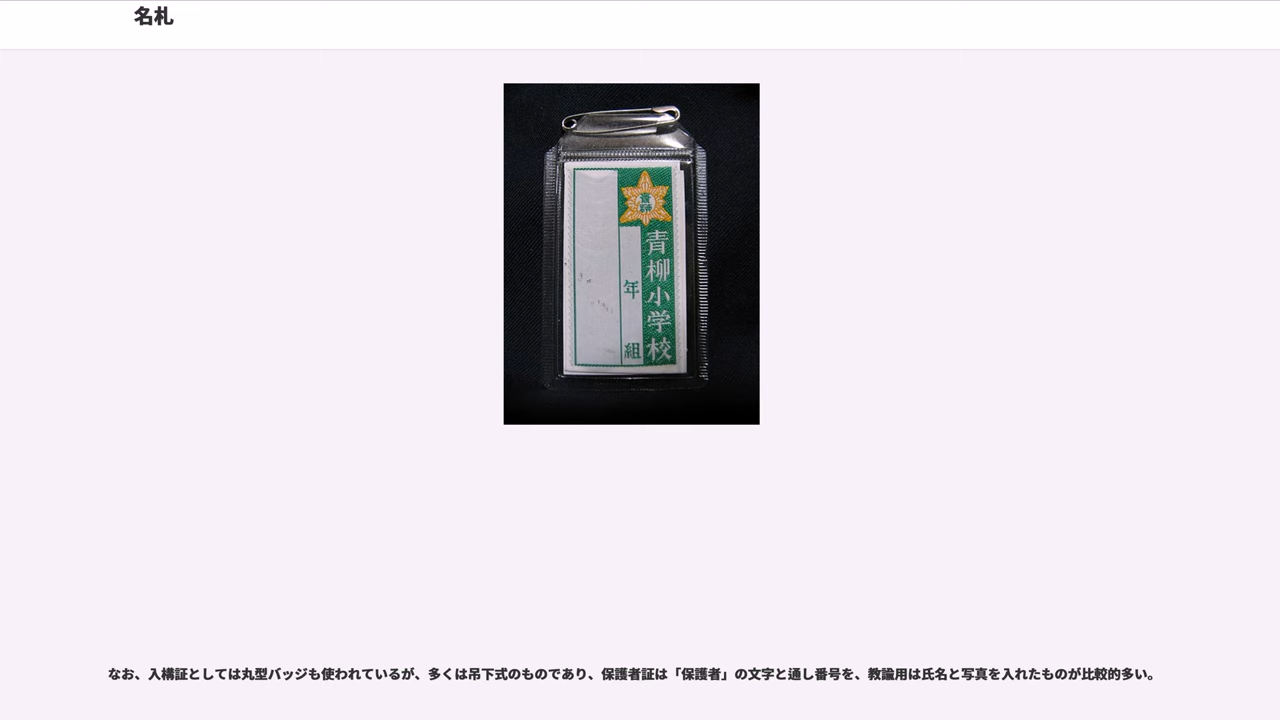 名札
青柳小学校
年
組
なお、入構証としては丸型バッジも使われているが、多くは吊下式のものであり、保護者証は「保護者」の文字と通し番号を、教諭用は氏名と写真を入れたものが比較的多い。